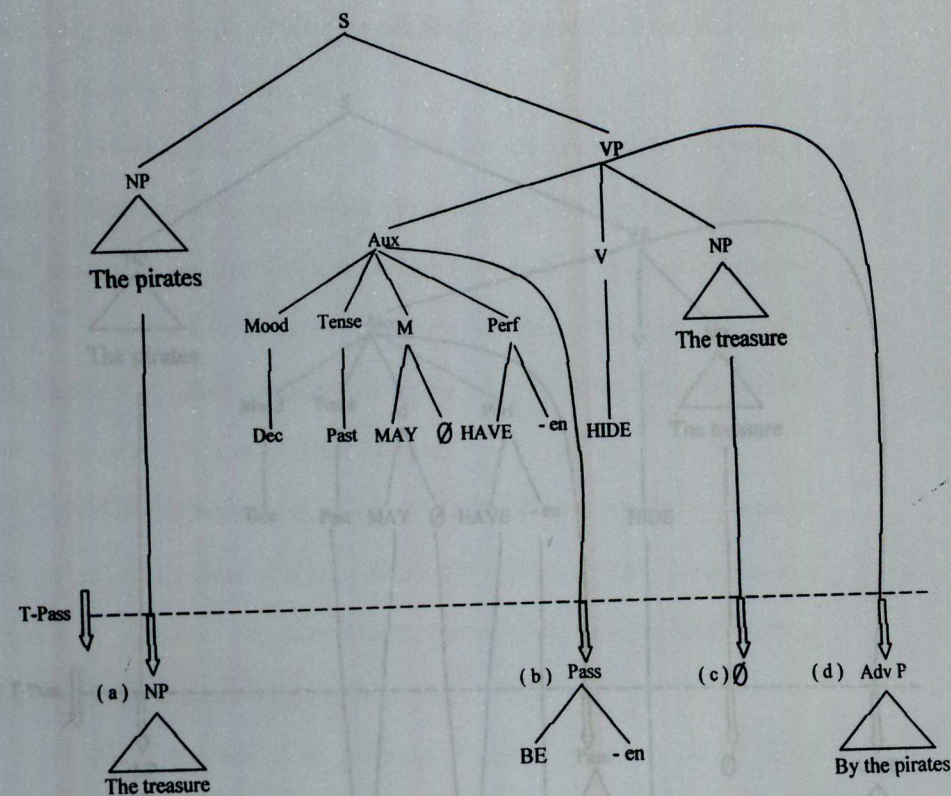 S
VP
NP
Aux
V
NP
The pirates
Mood Tense M Perf
The treasure
Dec Past MAY Ø HAVE - en HIDE
T-Pass
( a ) NP
( b ) Pass
( c ) Ø
( d ) Adv P
The treasure
BE - en
By the pirates